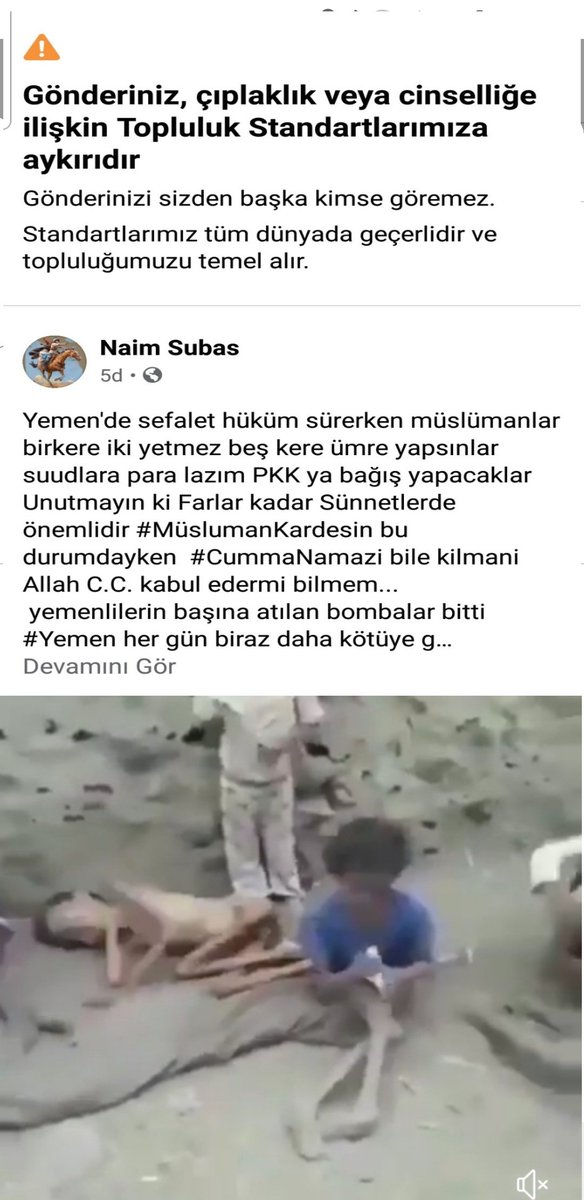 Gönderiniz, çıplaklık veya cinselliğe
ilişkin Topluluk Standartlarımıza
aykırıdır
Gönderinizi sizden başka kimse göremez.
Standartlarımız tüm dünyada geçerlidir ve
topluluğumuzu temel alır.
Naim Subas
5d •
Yemen'de sefalet hüküm sürerken müslümanlar
birkere iki yetmez beş kere ümre yapsınlar
suudlara para lazım PKK ya bağış yapacaklar
Unutmayın ki Farlar kadar Sünnetlerde
önemlidir #MüslumanKardesin bu
durumdayken #CummaNamazi bile kilmani
Allah C.C. kabul edermi bilmem...
yemenlilerin başına atılan bombalar bitti
#Yemen her gün biraz daha kötüye g...
Devamını Gör